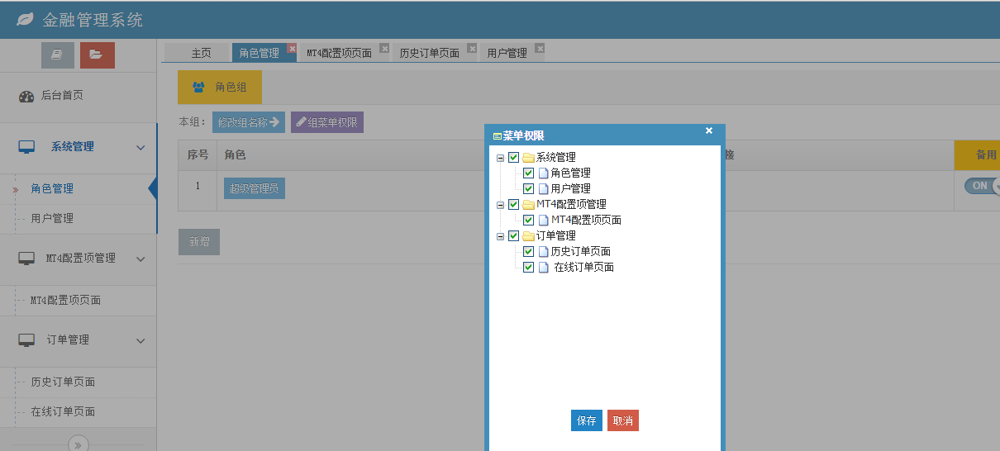 金融管理系统
主页 角色管理 MT4配置项页面 历史订单页面 用户管理
后台首页
系统管理
角色管理
用户管理
MT4配置项管理
MT4配置项页面
订单管理
历史订单页面
在线订单页面
角色组
本组： 修改组名称 组菜单权限
序号 角色 接 备用
1 超级管理员 ON
新增
菜单权限
系统管理
角色管理
用户管理
MT4配置项管理
MT4配置项页面
订单管理
历史订单页面
在线订单页面
保存 取消